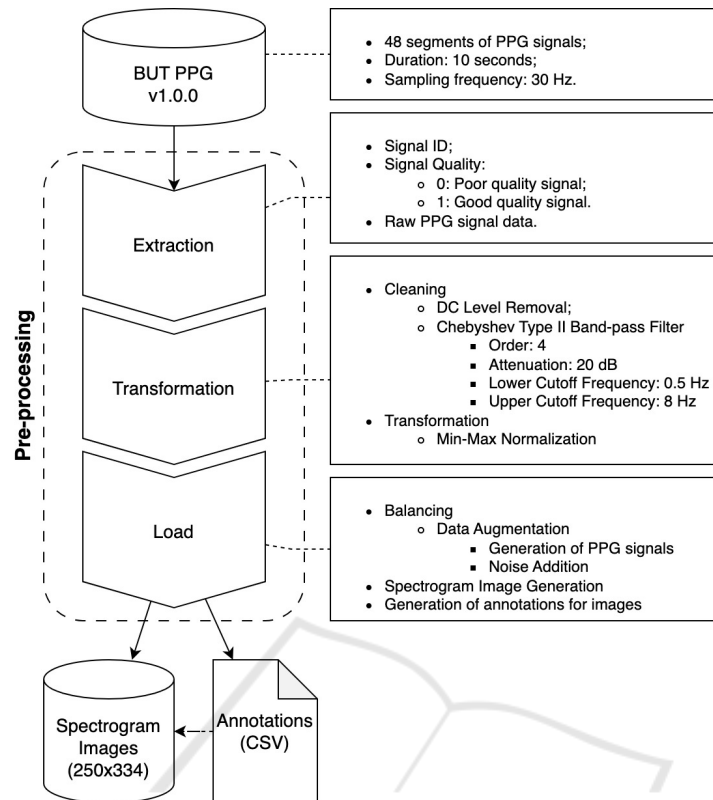 BUT PPG
v1.0.0
• 48 segments of PPG signals;
• Duration: 10 seconds;
• Sampling frequency: 30 Hz.
Pre-processing
Extraction
• Signal ID;
• Signal Quality:
○ 0: Poor quality signal;
○ 1: Good quality signal.
• Raw PPG signal data.
Transformation
• Cleaning
○ DC Level Removal;
○ Chebyshev Type II Band-pass Filter
■ Order: 4
■ Attenuation: 20 dB
■ Lower Cutoff Frequency: 0.5 Hz
■ Upper Cutoff Frequency: 8 Hz
• Transformation
○ Min-Max Normalization
Load
• Balancing
○ Data Augmentation
■ Generation of PPG signals
■ Noise Addition
• Spectrogram Image Generation
• Generation of annotations for images
Spectrogram
Images
(250x334)
Annotations
(CSV)